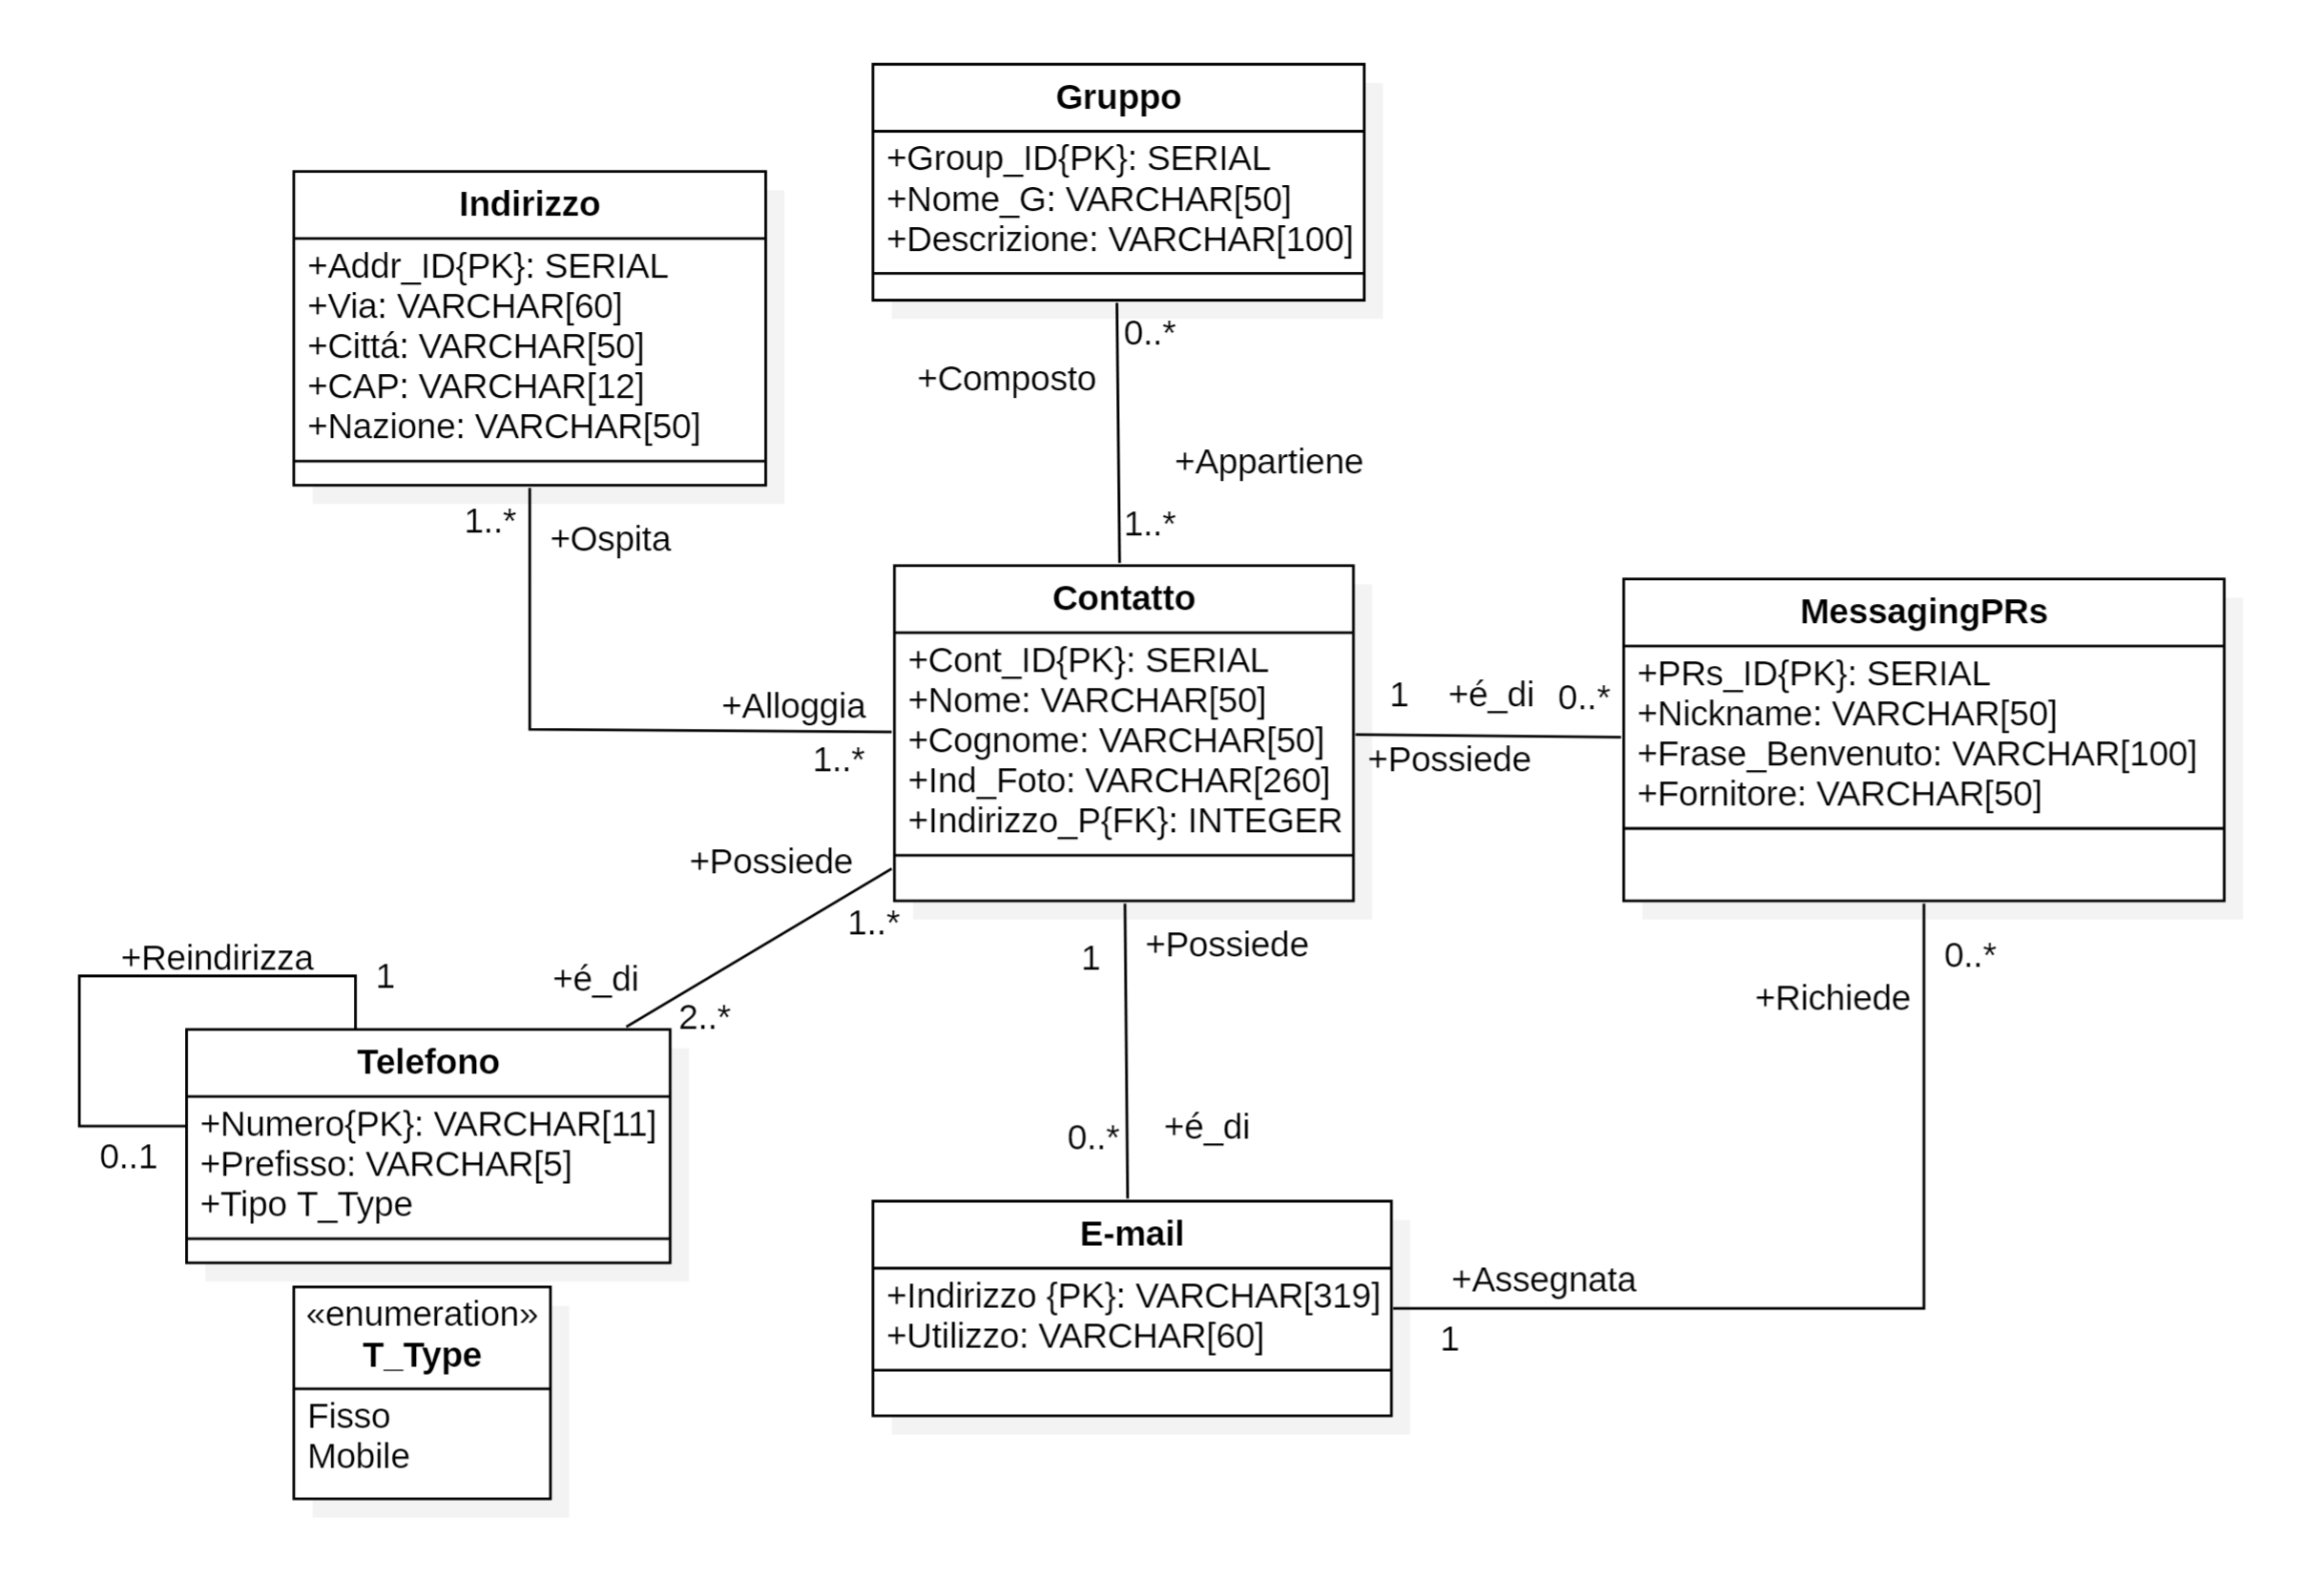 Gruppo
+Group_ID{PK}: SERIAL
+Nome_G: VARCHAR[50]
+Descrizione: VARCHAR[100]
Indirizzo
+Addr_ID{PK}: SERIAL
+Via: VARCHAR[60]
+Cittá: VARCHAR[50]
+CAP: VARCHAR[12]
+Nazione: VARCHAR[50]
0..*
+Composto
+Appartiene
1..*
1..*
+Ospita
+Alloggia
1..*
Contatto
+Cont_ID{PK}: SERIAL
+Nome: VARCHAR[50]
+Cognome: VARCHAR[50]
+Ind_Foto: VARCHAR[260]
+Indirizzo_P{FK}: INTEGER
1 +é_di 0..*
+Possiede
MessagingPRs
+PRs_ID{PK}: SERIAL
+Nickname: VARCHAR[50]
+Frase_Benvenuto: VARCHAR[100]
+Fornitore: VARCHAR[50]
+Possiede
1..*
+é_di
2..*
+Reindirizza
1
0..1
Telefono
+Numero{PK}: VARCHAR[11]
+Prefisso: VARCHAR[5]
+Tipo T_Type
1
+Possiede
0..*
+é_di
0..*
+Richiede
+Assegnata
1
E-mail
+Indirizzo {PK}: VARCHAR[319]
+Utilizzo: VARCHAR[60]
«enumeration»
T_Type
Fisso
Mobile